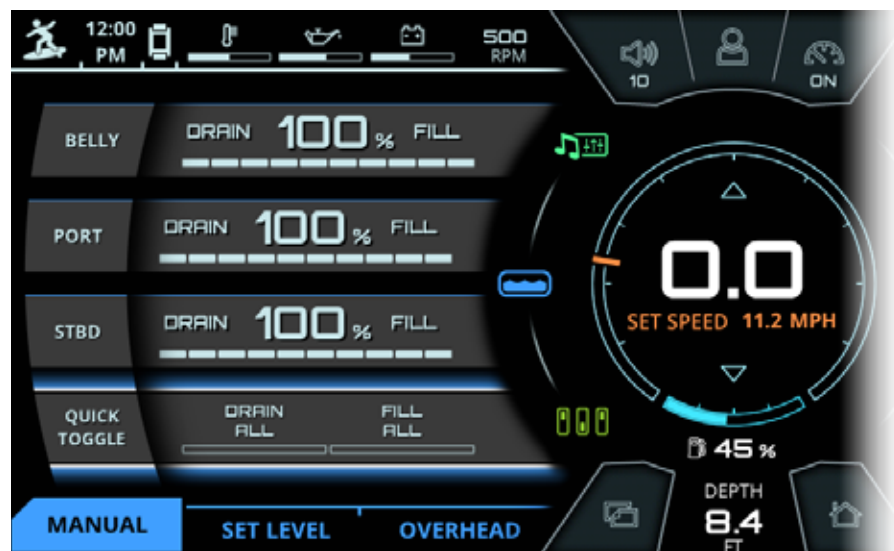 12:00
PM
500
RPM
10
ON
BELLY
DRAIN 100 % FILL
PORT
DRAIN 100 % FILL
STBD
DRAIN 100 % FILL
QUICK
TOGGLE
DRAIN
ALL
FILL
ALL
0.0
SET SPEED 11.2 MPH
45 %
DEPTH
8.4
FT
MANUAL
SET LEVEL
OVERHEAD